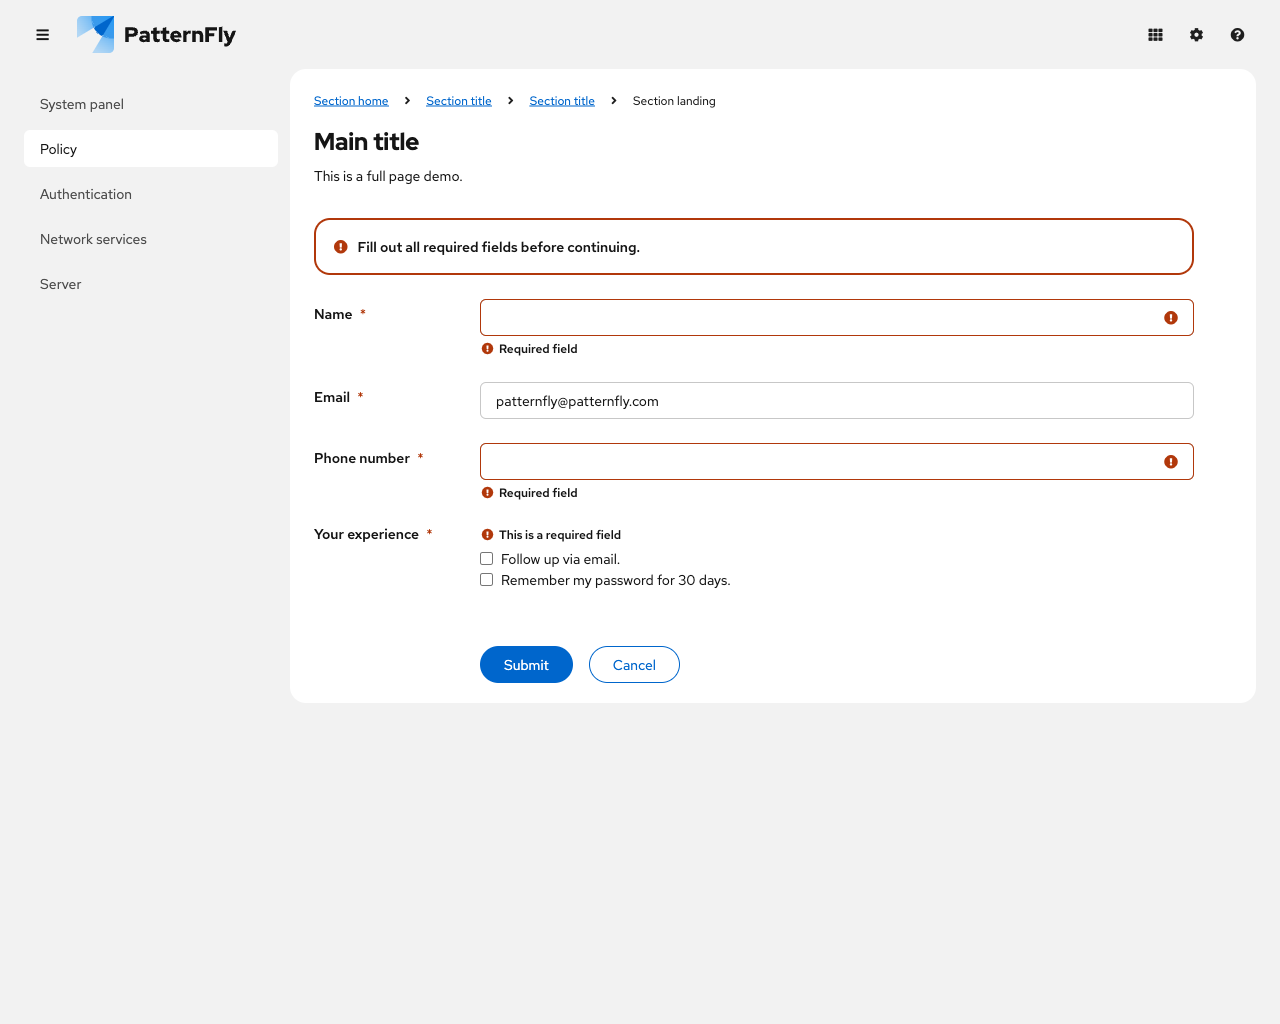 PatternFly
System panel
Policy
Authentication
Network services
Server
Section home > Section title > Section title > Section landing
Main title
This is a full page demo.
Fill out all required fields before continuing.
Name *
Required field
Email *
patternfly@patternfly.com
Phone number *
Required field
Your experience *
This is a required field
Follow up via email.
Remember my password for 30 days.
Submit
Cancel